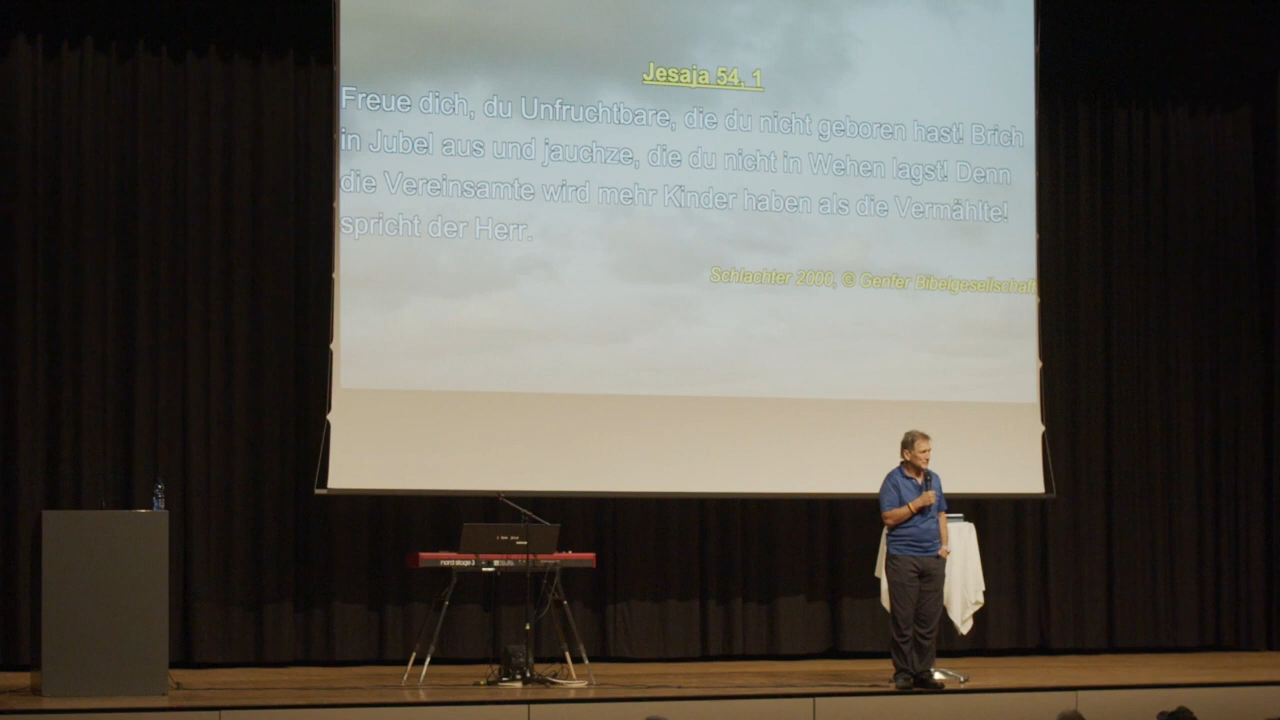 Jesaja 54, 1
Freue dich, du Unfruchtbare, die du nicht geboren hast! Brich
in Jubel aus und jauchze, die du nicht in Wehen lagst! Denn
die Vereinsamte wird mehr Kinder haben als die Vermählte!
spricht der Herr.
Schlachter 2000, © Genfer Bibelgesellschaft
nord stage 3